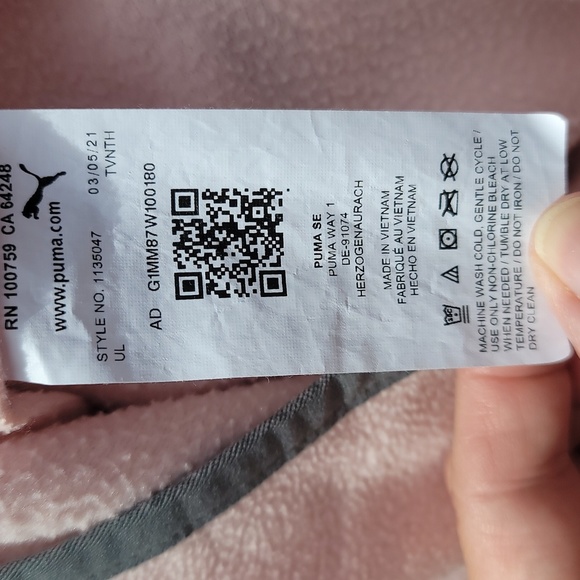 RN 100759 CA 64248
www.puma.com
STYLE NO. 1135047 03/05/21
UL TVNTH
AD G1MM87W100180
PUMA SE
PUMA WAY 1
DE-91074
HERZOGENAURACH
MADE IN VIETNAM
FABRIQUÉ AU VIETNAM
HECHO EN VIETNAM
MACHINE WASH COLD, GENTLE CYCLE /
USE ONLY NON-CHLORINE BLEACH
WHEN NEEDED / TUMBLE DRY AT LOW
TEMPERATURE / DO NOT IRON / DO NOT
DRY CLEAN